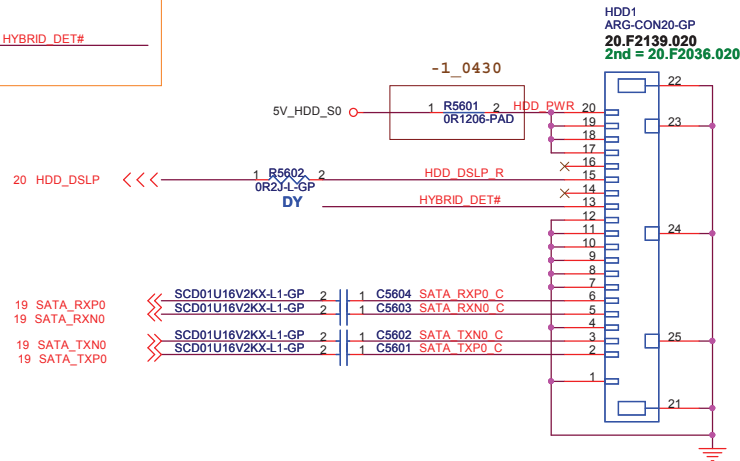 HDD1
ARG-CON20-GP
20.F2139.020
2nd = 20.F2036.020
HYBRID_DET#
-1_0430
22
5V_HDD_S0 1 R5601 2 HDD_PWR 20
0R1206-PAD
19
23
18
17
16
20 HDD_DSLP 1 R5602 2 HDD_DSLP_R 15
0R2J-L-GP
DY
14
HYBRID_DET# 13
12
11 24
10
9
8
7
19 SATA_RXP0 SCD01U16V2KX-L1-GP 2 1 C5604 SATA_RXP0_C 6
19 SATA_RXN0 SCD01U16V2KX-L1-GP 2 1 C5603 SATA_RXN0_C 5
4
19 SATA_TXN0 SCD01U16V2KX-L1-GP 2 1 C5602 SATA_TXN0_C 3 25
19 SATA_TXP0 SCD01U16V2KX-L1-GP 2 1 C5601 SATA_TXP0_C 2
1
21